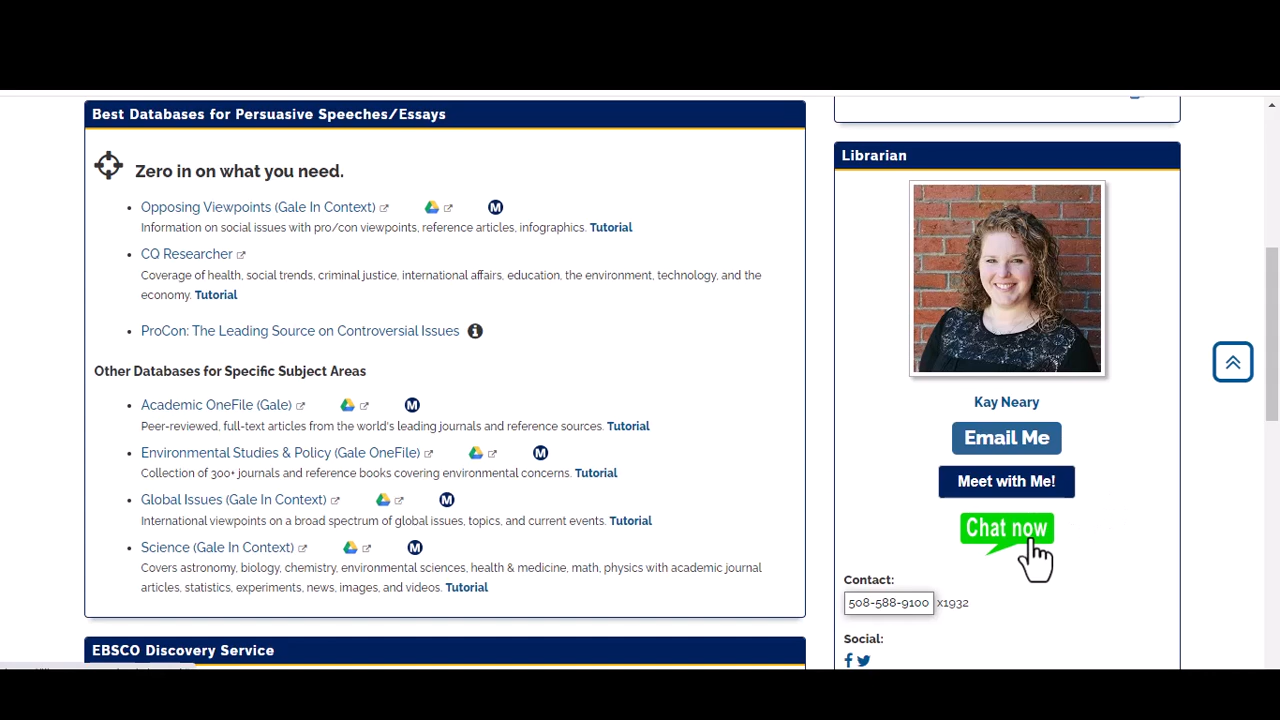 Best Databases for Persuasive Speeches/Essays
Zero in on what you need.
Opposing Viewpoints (Gale In Context) M
Information on social issues with pro/con viewpoints, reference articles, infographics. Tutorial
CQ Researcher
Coverage of health, social trends, criminal justice, international affairs, education, the environment, technology, and the
economy. Tutorial
ProCon: The Leading Source on Controversial Issues i
Other Databases for Specific Subject Areas
Academic OneFile (Gale) M
Peer-reviewed, full-text articles from the world's leading journals and reference sources. Tutorial
Environmental Studies & Policy (Gale OneFile) M
Collection of 300+ journals and reference books covering environmental concerns. Tutorial
Global Issues (Gale In Context) M
International viewpoints on a broad spectrum of global issues, topics, and current events. Tutorial
Science (Gale In Context) M
Covers astronomy, biology, chemistry, environmental sciences, health & medicine, math, physics with academic journal
articles, statistics, experiments, news, images, and videos. Tutorial
EBSCO Discovery Service
Librarian
Kay Neary
Email Me
Meet with Me!
Chat now
Contact:
508-588-9100 x1932
Social: